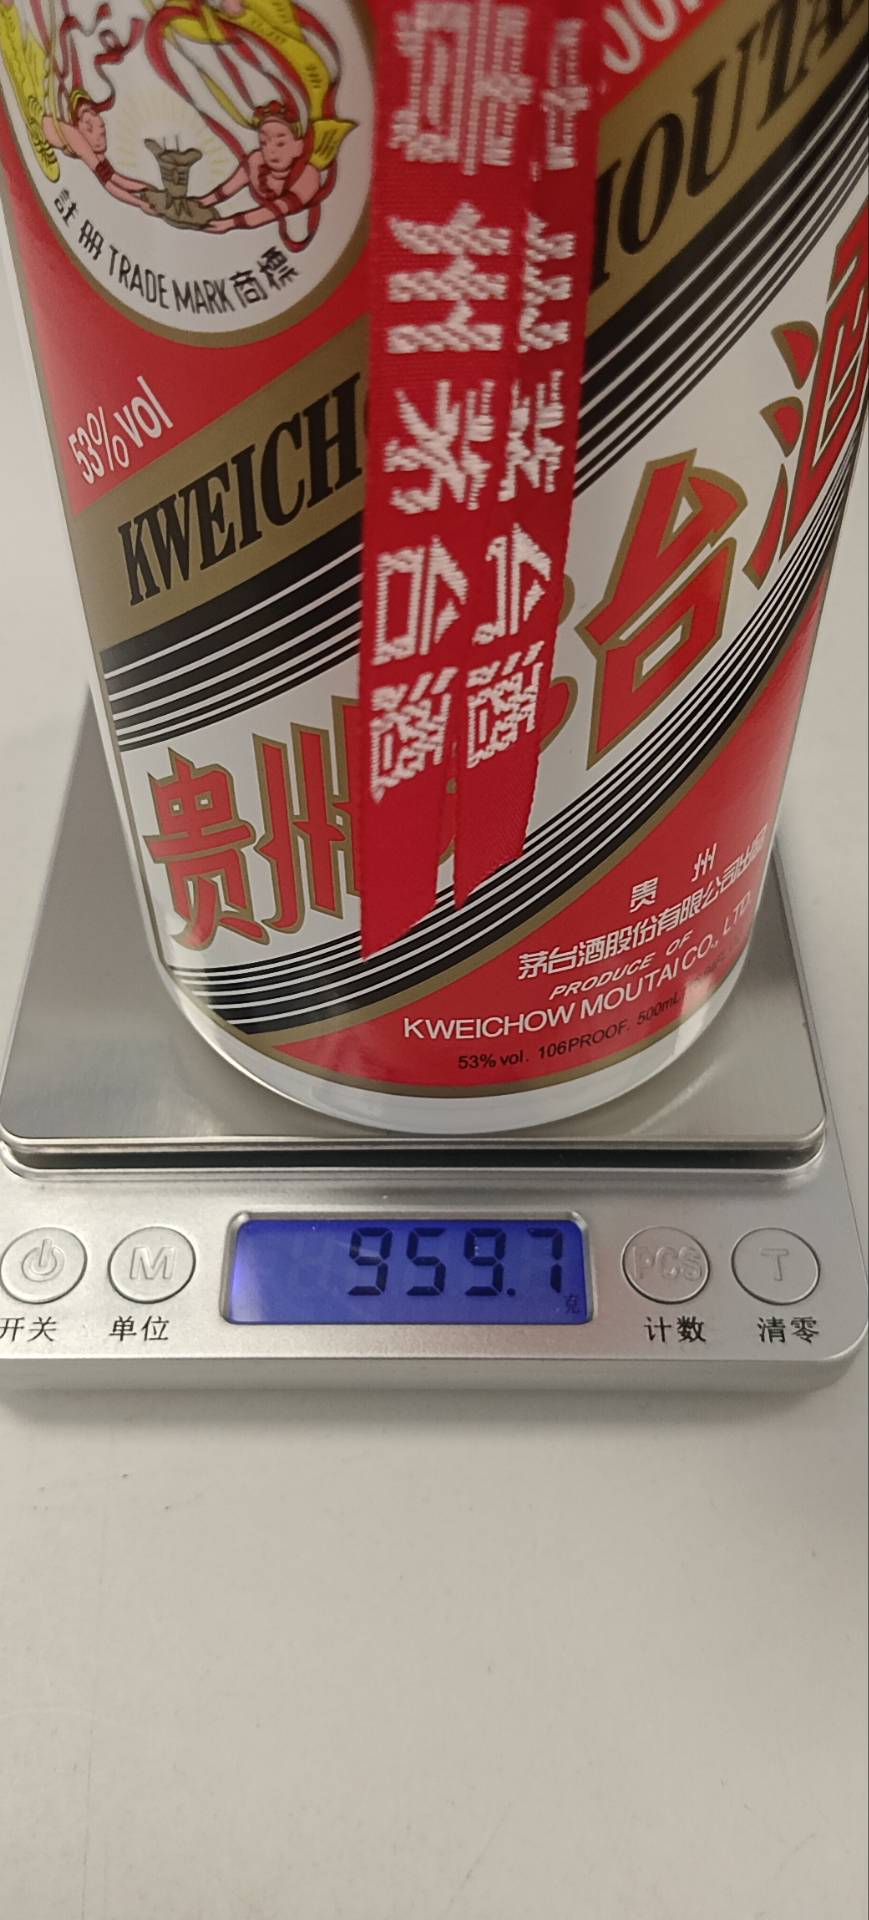 註册 TRADE MARK 商標
53%vol
KWEICH
MOUTA
贵州
台酒
贵州茅台酒
州茅台酒
贵州
茅台酒股份有限公司出品
PRODUCE OF
KWEICHOW MOUTAI CO., LTD.
53% vol. 106PROOF. 500mL
959.7
克
M
PCS
T
开关
单位
计数
清零